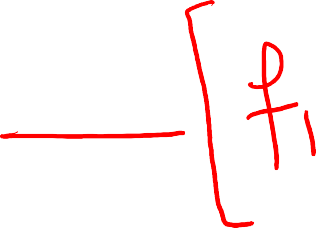 — [ f₁